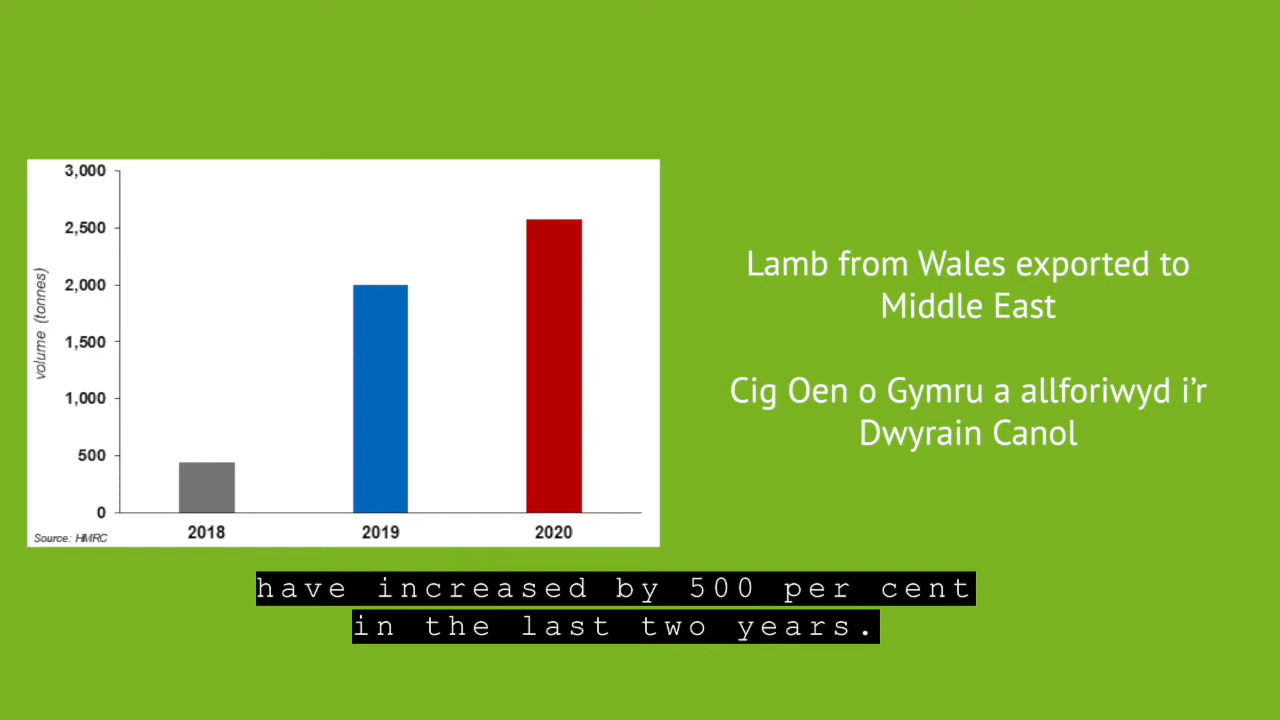 3,000
2,500
2,000
1,500
1,000
500
0
volume (tonnes)
2018
2019
2020
Source: HMRC
Lamb from Wales exported to
Middle East
Cig Oen o Gymru a allforiwyd i’r
Dwyrain Canol
have increased by 500 per cent
in the last two years.